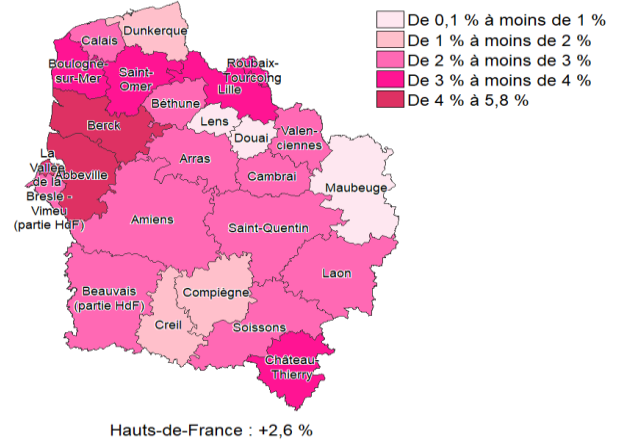 De 0,1 % à moins de 1 %
De 1 % à moins de 2 %
De 2 % à moins de 3 %
De 3 % à moins de 4 %
De 4 % à 5,8 %
Dunkerque
Calais
Boulogne-
sur-Mer
Saint-
Omer
Roubaix-
Tourcoing
Lille
Béthune
Lens
Douai
Valen-
ciennes
Berck
Arras
Cambrai
Maubeuge
La
Vallée
de la
Bresle -
Vimeu
(partie HdF)
Abbeville
Amiens
Saint-Quentin
Laon
Beauvais
(partie HdF)
Compiègne
Creil
Soissons
Château-
Thierry
Hauts-de-France : +2,6 %